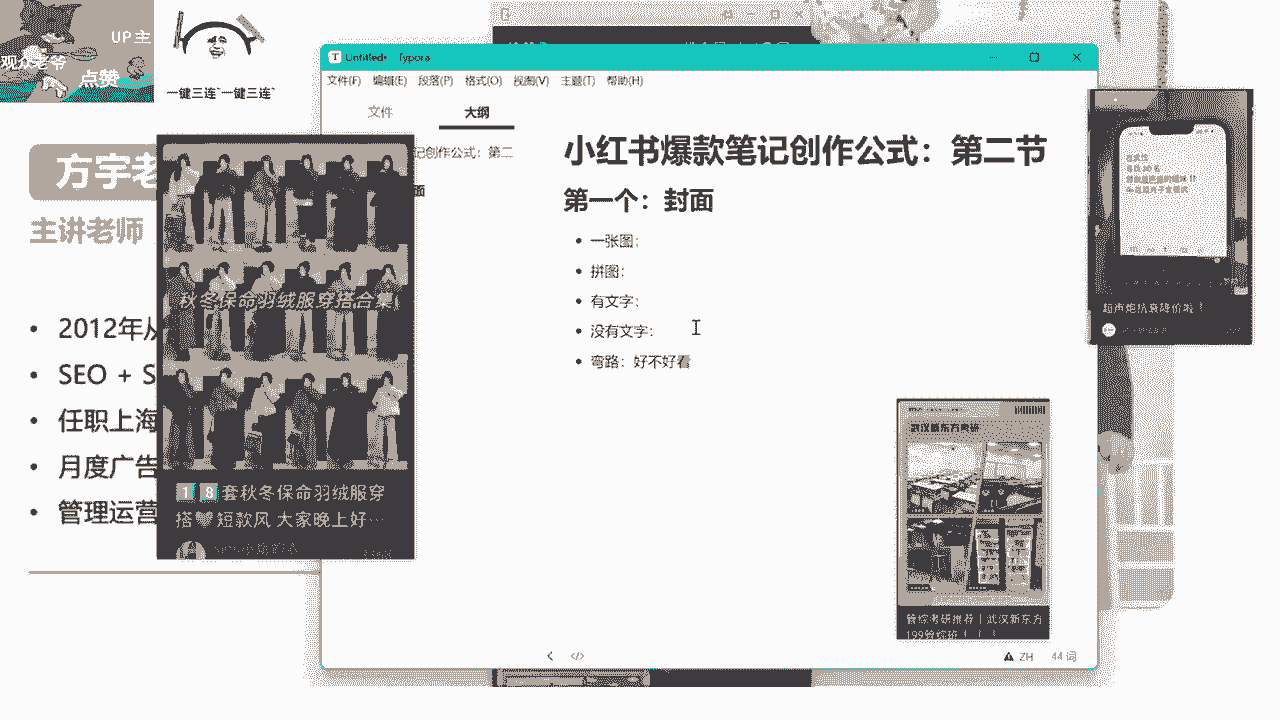 UP主
观众老爷
点赞
一键三连~一键三连~
方宇老
主讲老师
2012年从
SEO + S
任职上海
月度广告
管理运营
秋冬保命羽绒服穿搭合集
18套秋冬保命羽绒服穿
搭 短款风 大家晚上好…
Untitled• Typora
文件(F) 编辑(E) 段落(P) 格式(O) 视图(V) 主题(T) 帮助(H)
文件 大纲
记创作公式：第二
面
小红书爆款笔记创作公式：第二节
第一个：封面
一张图：
拼图：
有文字：
没有文字：
弯路：好不好看
ZH 44 词
超声炮抗衰降价啦！
武汉新东方考研
管综考研推荐｜武汉新东方
199管综班！！！